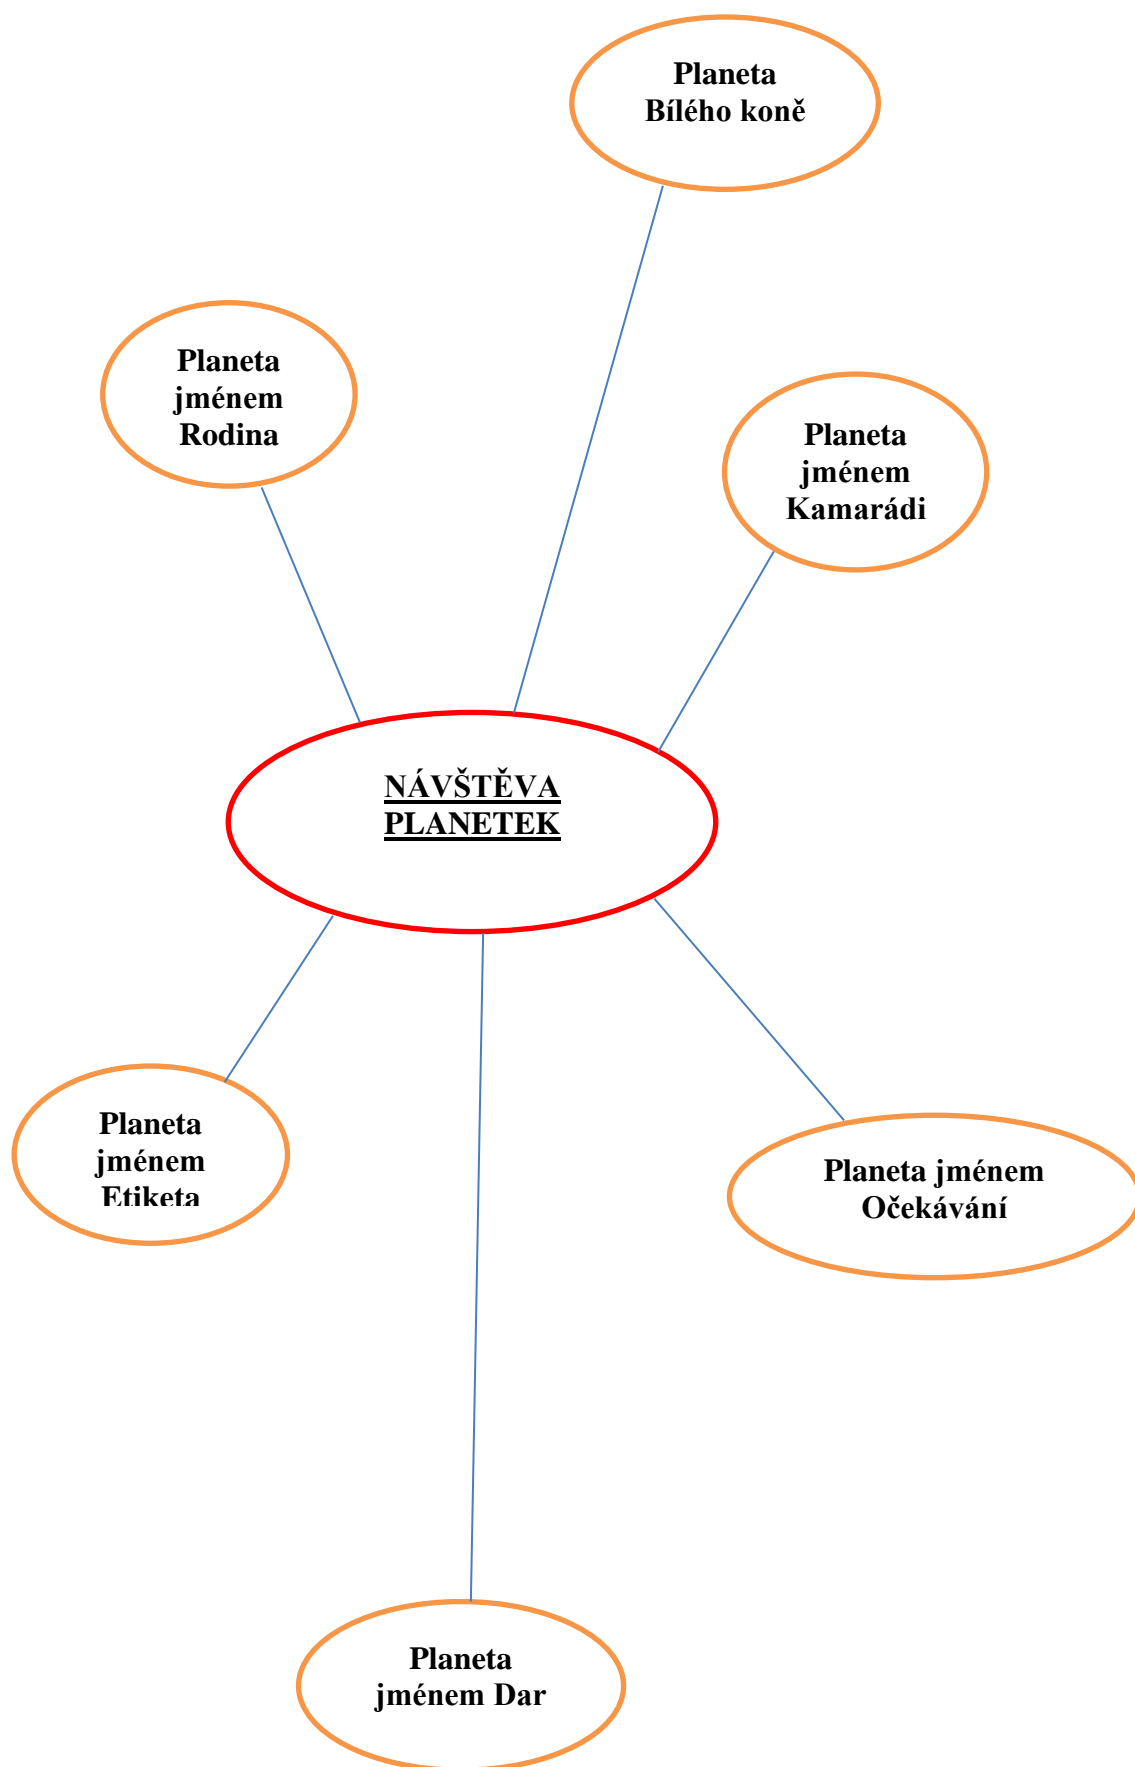 Planeta
Bílého koně
Planeta
jménem
Rodina
Planeta
jménem
Kamarádi
NÁVŠTĚVA
PLANETEK
Planeta
jménem
Etiketa
Planeta jménem
Očekávání
Planeta
jménem Dar